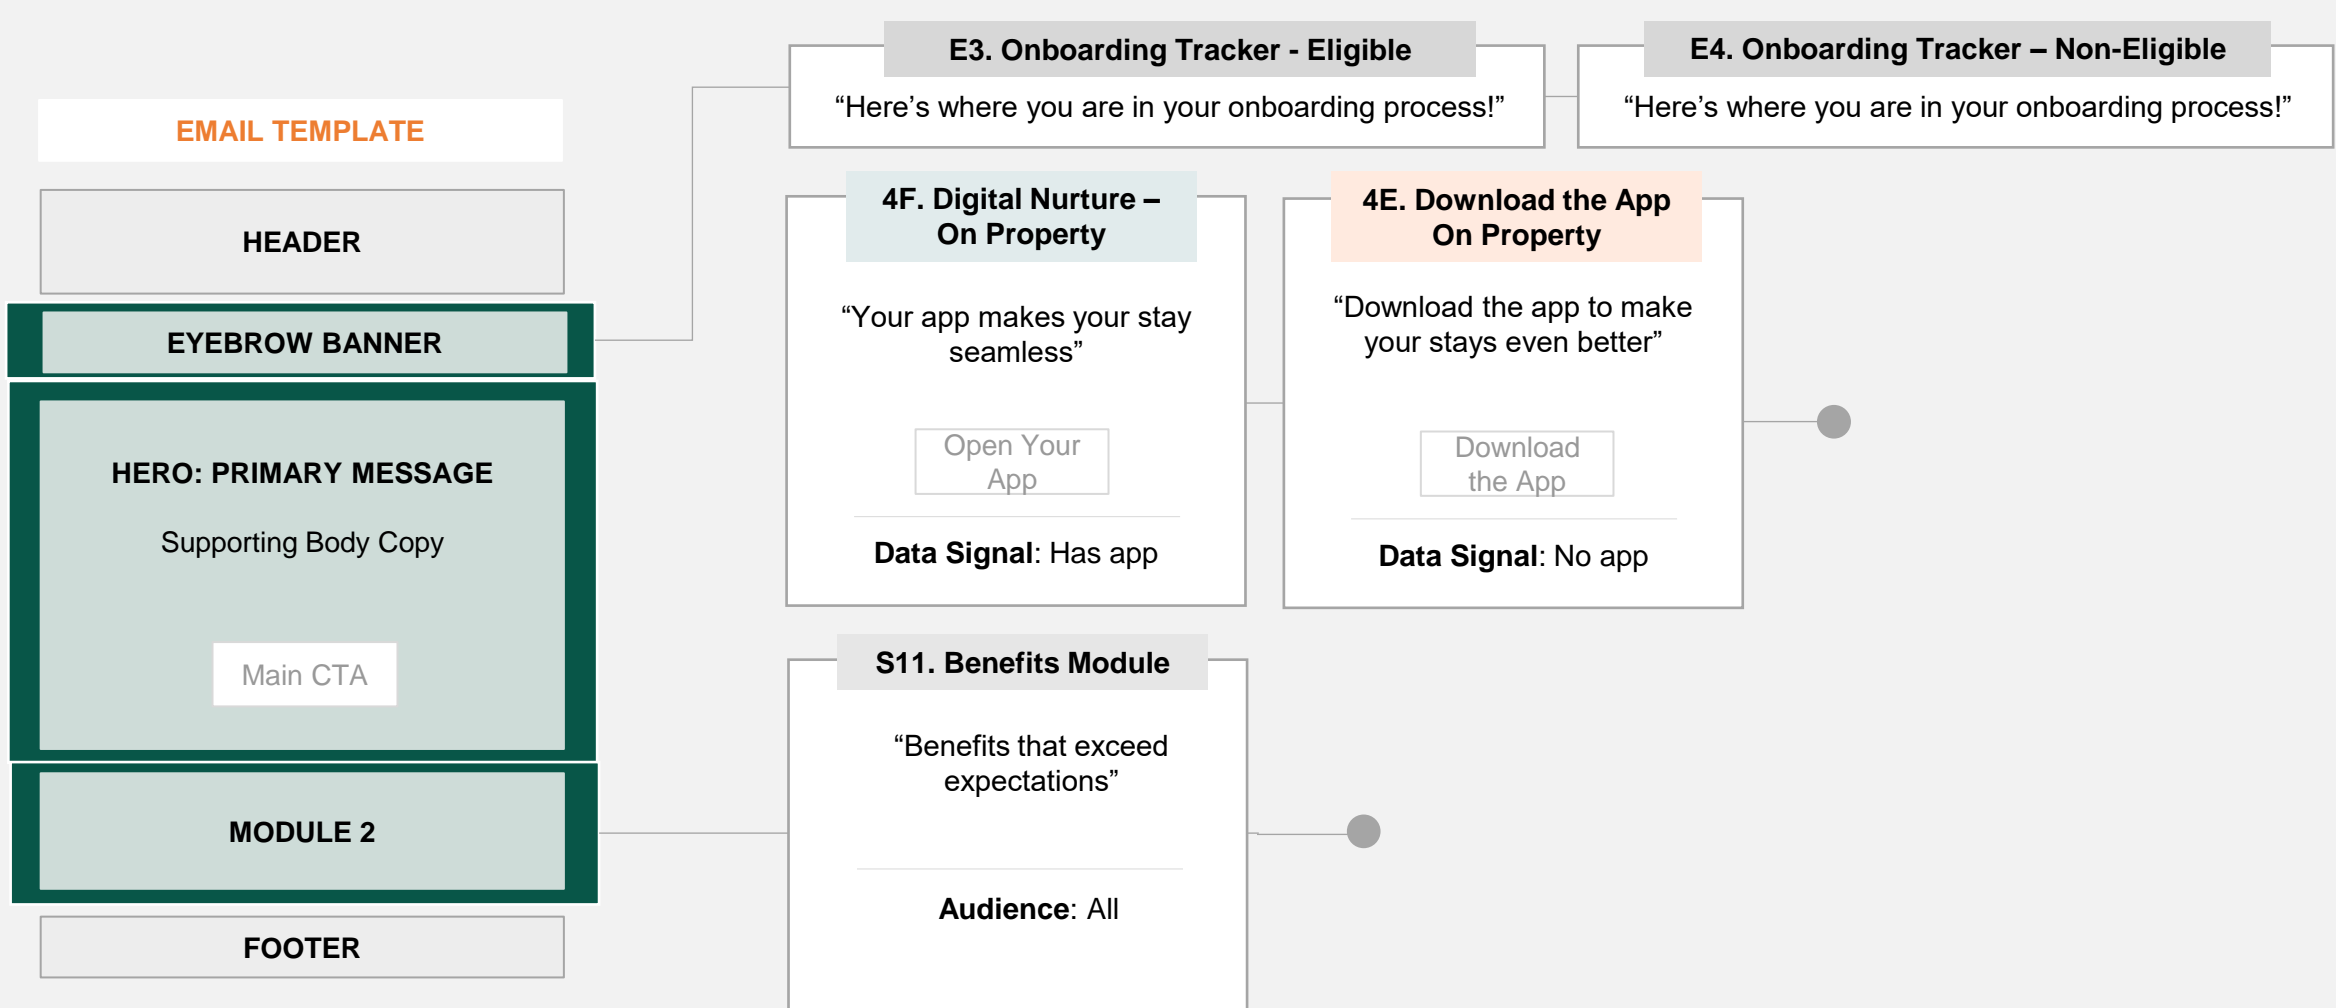 EMAIL TEMPLATE
HEADER
EYEBROW BANNER
HERO: PRIMARY MESSAGE
Supporting Body Copy
Main CTA
MODULE 2
FOOTER
E3. Onboarding Tracker - Eligible
“Here’s where you are in your onboarding process!”
E4. Onboarding Tracker – Non-Eligible
“Here’s where you are in your onboarding process!”
4F. Digital Nurture –
On Property
“Your app makes your stay
seamless”
Open Your
App
Data Signal: Has app
4E. Download the App
On Property
“Download the app to make
your stays even better”
Download
the App
Data Signal: No app
S11. Benefits Module
“Benefits that exceed
expectations”
Audience: All